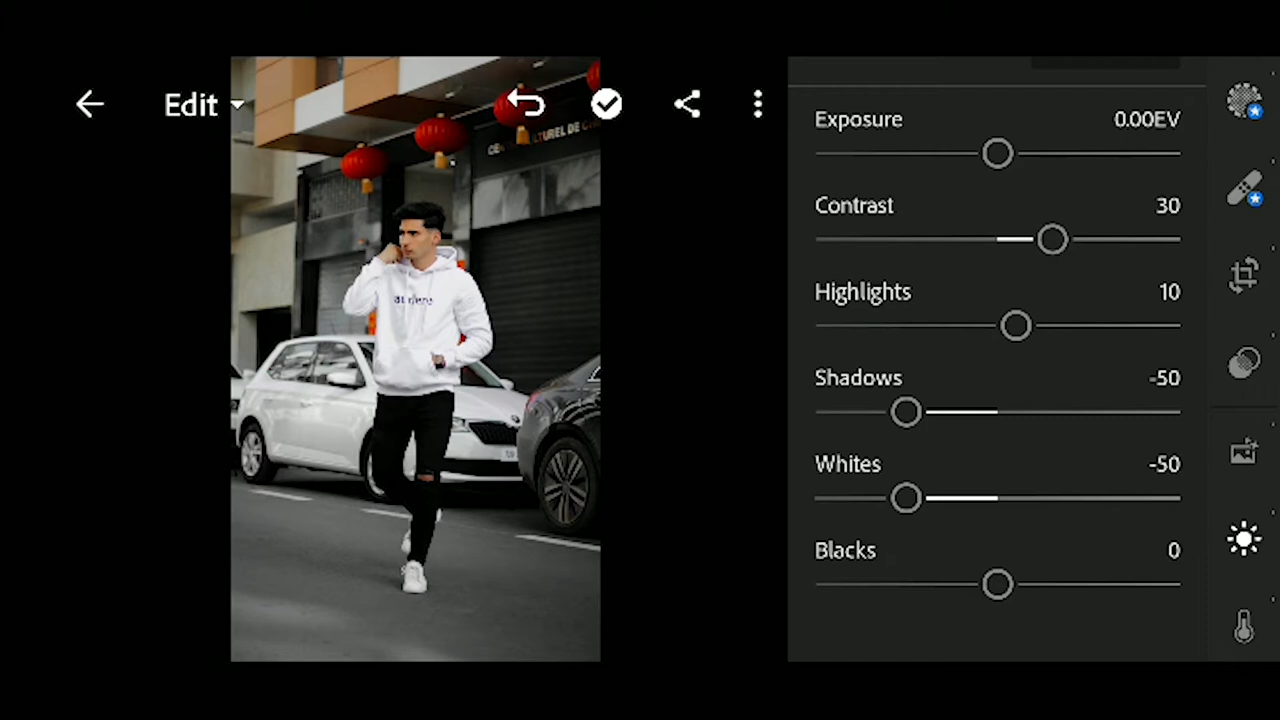 Edit
Exposure 0.00EV
Contrast 30
Highlights 10
Shadows -50
Whites -50
Blacks 0